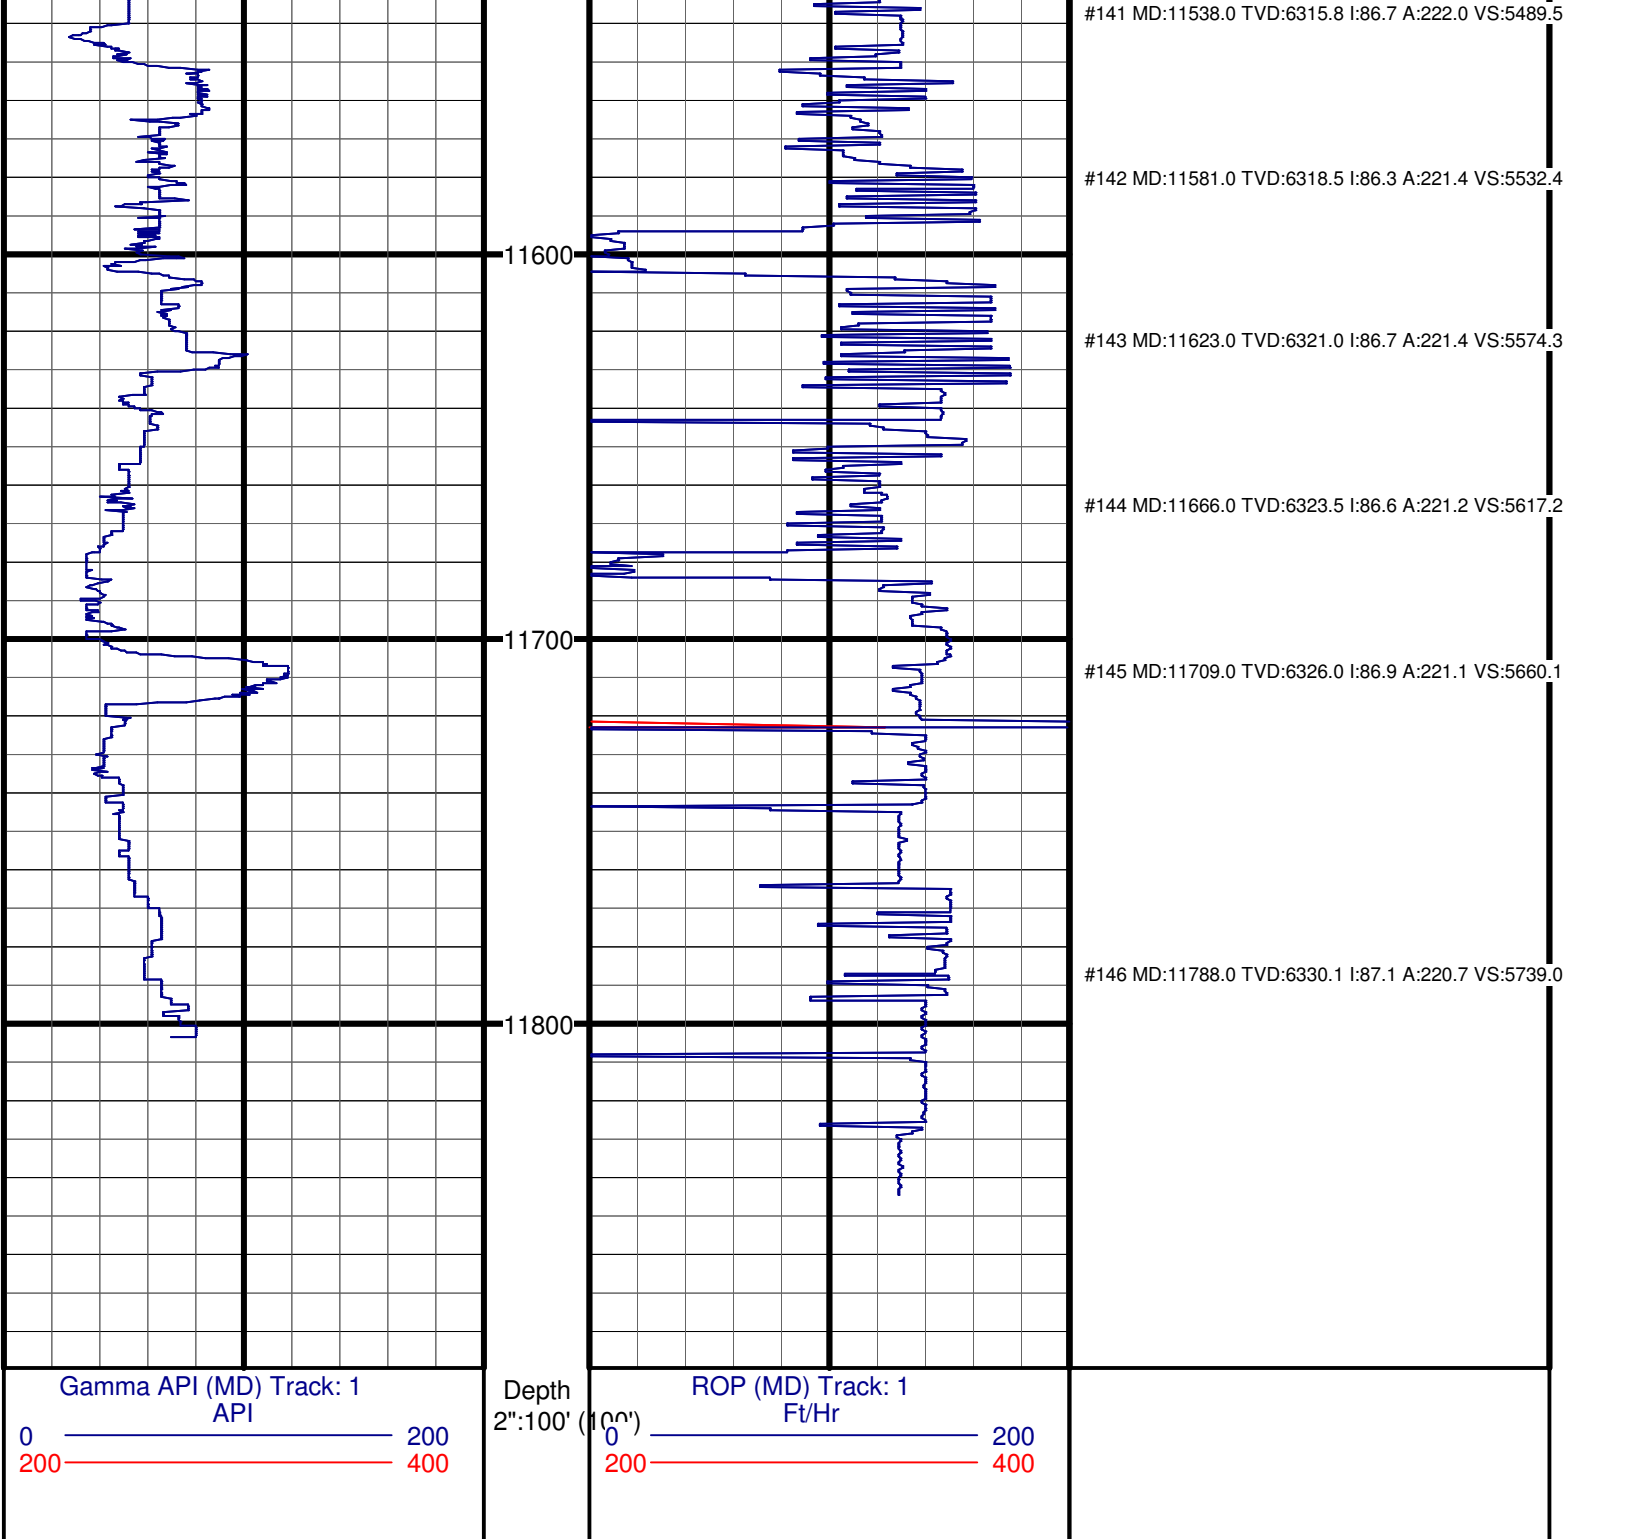 #141 MD:11538.0 TVD:6315.8 I:86.7 A:222.0 VS:5489.5
#142 MD:11581.0 TVD:6318.5 I:86.3 A:221.4 VS:5532.4
11600
#143 MD:11623.0 TVD:6321.0 I:86.7 A:221.4 VS:5574.3
#144 MD:11666.0 TVD:6323.5 I:86.6 A:221.2 VS:5617.2
11700
#145 MD:11709.0 TVD:6326.0 I:86.9 A:221.1 VS:5660.1
#146 MD:11788.0 TVD:6330.1 I:87.1 A:220.7 VS:5739.0
11800
Gamma API (MD) Track: 1
API
0 200
200 400
Depth
2":100' (100')
ROP (MD) Track: 1
Ft/Hr
0 200
200 400